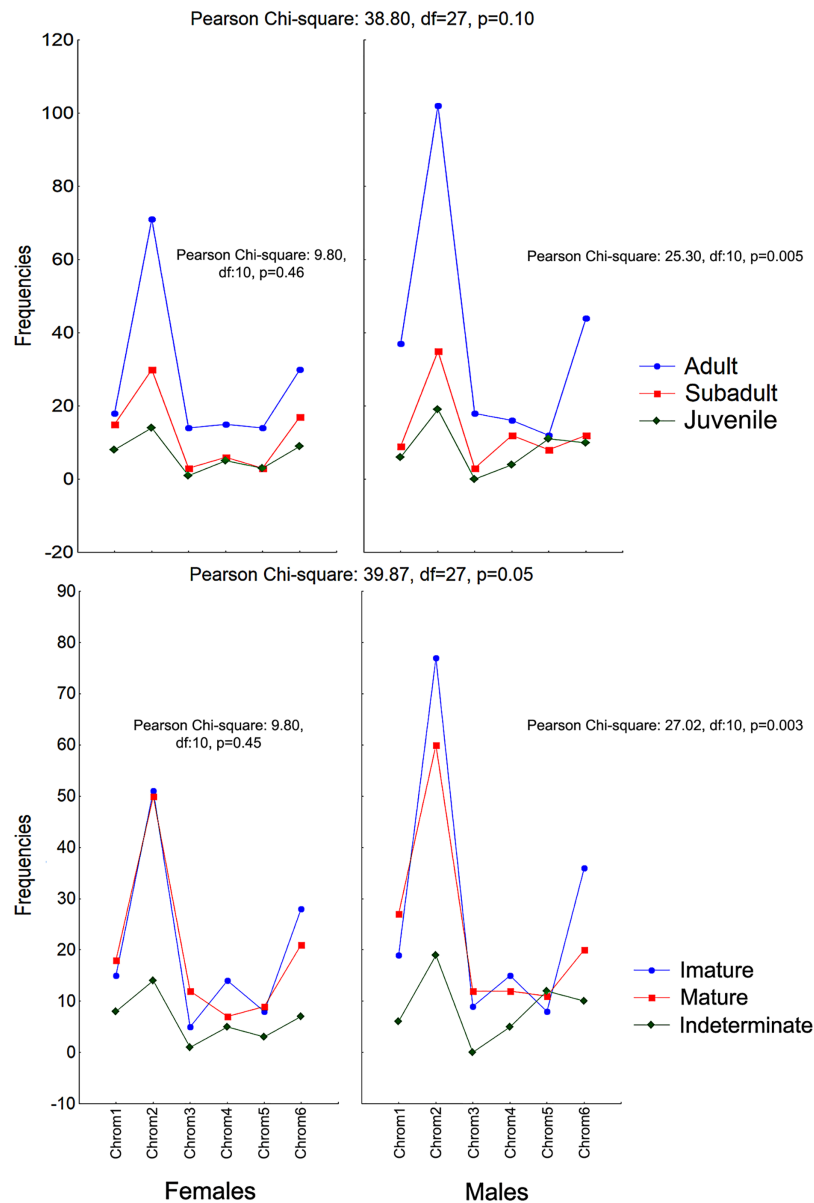 Pearson Chi-square: 38.80, df=27, p=0.10
120
100
80
60
40
20
0
-20
Frequencies
Pearson Chi-square: 9.80,
df:10, p=0.46
Pearson Chi-square: 25.30, df:10, p=0.005
Adult
Subadult
Juvenile
Pearson Chi-square: 39.87, df=27, p=0.05
90
80
70
60
50
40
30
20
10
0
-10
Frequencies
Pearson Chi-square: 9.80,
df:10, p=0.45
Pearson Chi-square: 27.02, df:10, p=0.003
Imature
Mature
Indeterminate
Chrom1
Chrom2
Chrom3
Chrom4
Chrom5
Chrom6
Chrom1
Chrom2
Chrom3
Chrom4
Chrom5
Chrom6
Females
Males